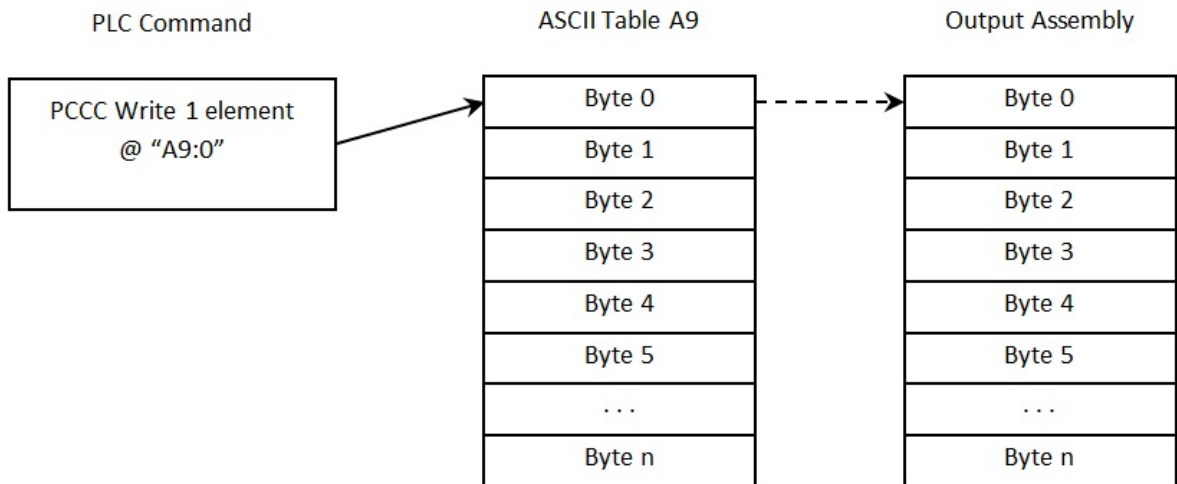 PLC Command
ASCII Table A9
Output Assembly
PCCC Write 1 element
@ “A9:0”
Byte 0
Byte 1
Byte 2
Byte 3
Byte 4
Byte 5
. . .
Byte n
Byte 0
Byte 1
Byte 2
Byte 3
Byte 4
Byte 5
. . .
Byte n